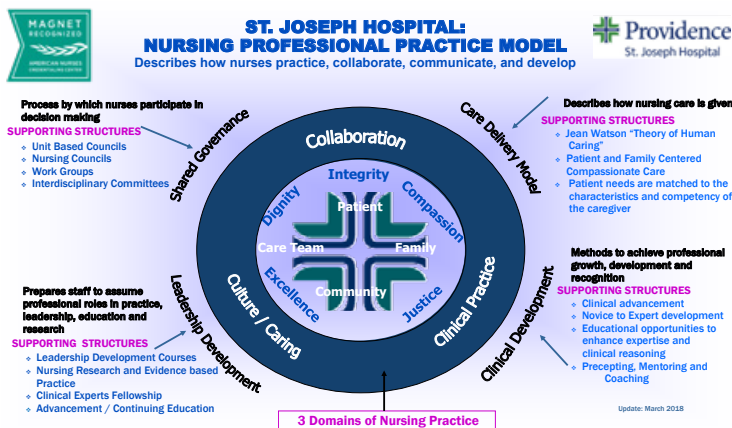 MAGNET
RECOGNIZED
AMERICAN NURSES
CREDENTIALING CENTER
ST. JOSEPH HOSPITAL:
NURSING PROFESSIONAL PRACTICE MODEL
Describes how nurses practice, collaborate, communicate, and develop
Providence
St. Joseph Hospital
Process by which nurses participate in
decision making
SUPPORTING STRUCTURES
Unit Based Councils
Nursing Councils
Work Groups
Interdisciplinary Committees
Shared Governance
Care Delivery Model
Describes how nursing care is given
SUPPORTING STRUCTURES
Jean Watson “Theory of Human
Caring”
Patient and Family Centered
Compassionate Care
Patient needs are matched to the
characteristics and competency of
the caregiver
Collaboration
Integrity
Dignity
Compassion
Patient
Care Team
Family
Community
Excellence
Justice
Culture / Caring
Clinical Practice
Prepares staff to assume
professional roles in practice,
leadership, education and
research
SUPPORTING STRUCTURES
Leadership Development Courses
Nursing Research and Evidence based
Practice
Clinical Experts Fellowship
Advancement / Continuing Education
Leadership Development
Clinical Development
Methods to achieve professional
growth, development and
recognition
SUPPORTING STRUCTURES
Clinical advancement
Novice to Expert development
Educational opportunities to
enhance expertise and
clinical reasoning
Precepting, Mentoring and
Coaching
3 Domains of Nursing Practice
Update: March 2018